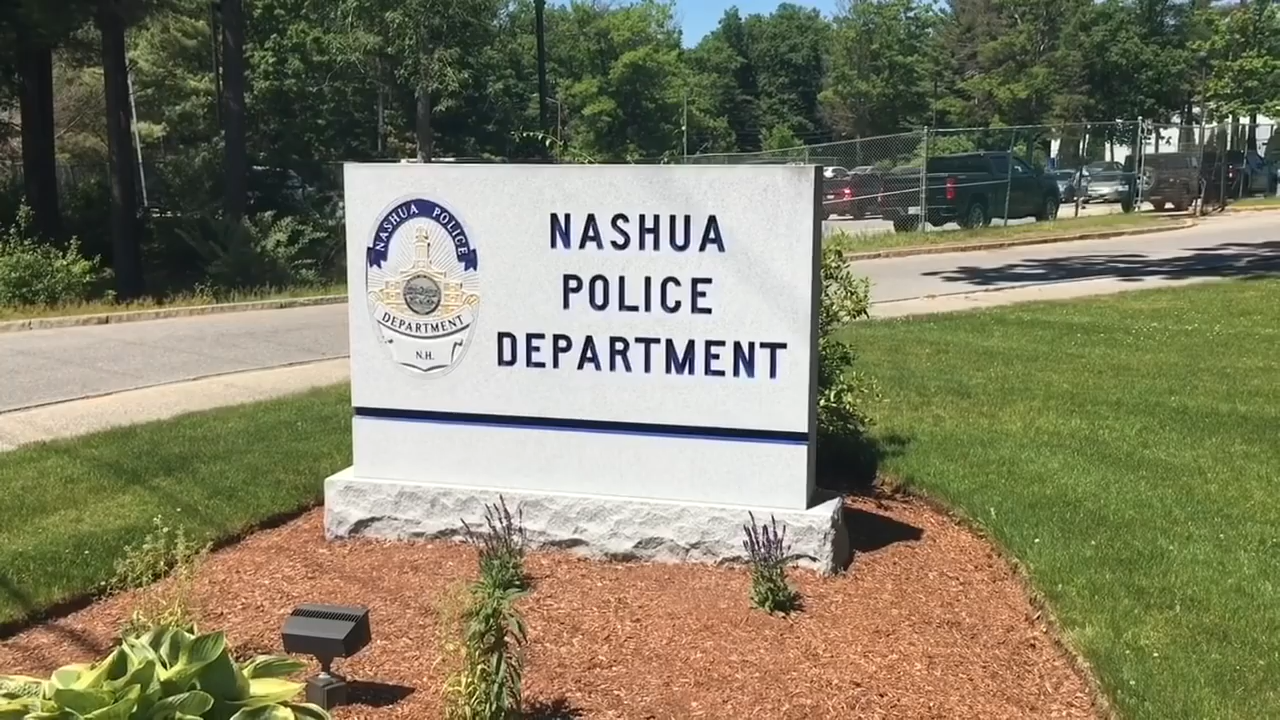 NASHUA POLICE
DEPARTMENT
N.H.
NASHUA
POLICE
DEPARTMENT